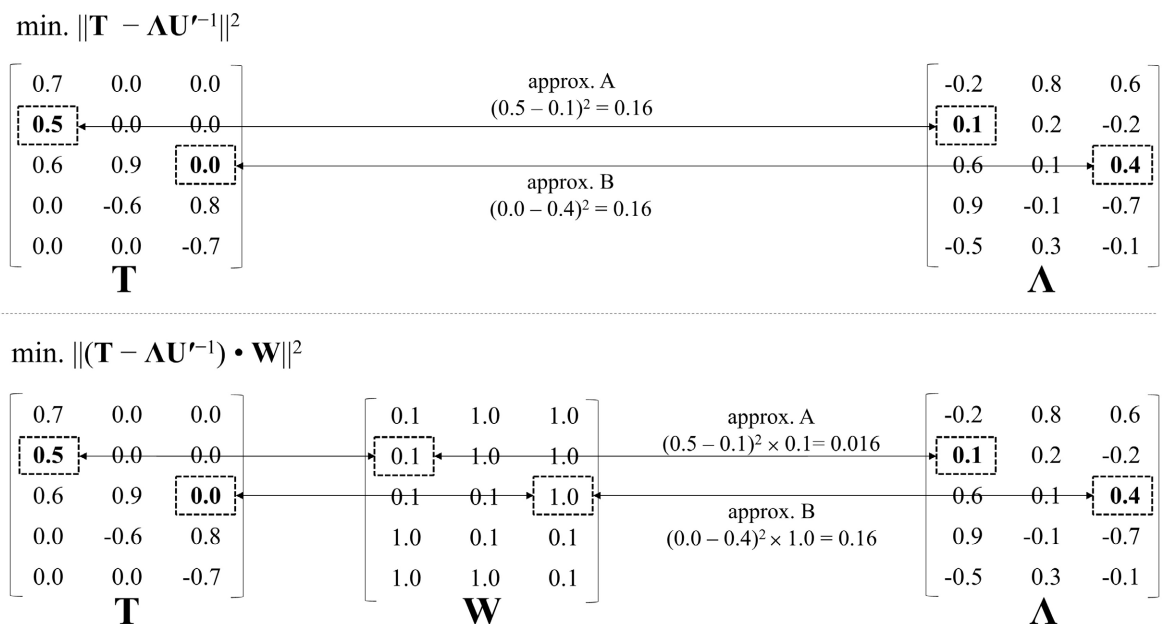 min. ||T − ΛU′⁻¹||²
approx. A
(0.5 – 0.1)² = 0.16
0.7 0.0 0.0
0.5 0.0 0.0
0.6 0.9 0.0
0.0 -0.6 0.8
0.0 0.0 -0.7
T
approx. B
(0.0 – 0.4)² = 0.16
-0.2 0.8 0.6
0.1 0.2 -0.2
0.6 0.1 0.4
0.9 -0.1 -0.7
-0.5 0.3 -0.1
Λ
min. ||(T − ΛU′⁻¹) • W||²
0.7 0.0 0.0
0.5 0.0 0.0
0.6 0.9 0.0
0.0 -0.6 0.8
0.0 0.0 -0.7
T
0.1 1.0 1.0
0.1 1.0 1.0
0.1 0.1 1.0
1.0 0.1 0.1
1.0 1.0 0.1
W
approx. A
(0.5 – 0.1)² × 0.1= 0.016
approx. B
(0.0 – 0.4)² × 1.0 = 0.16
-0.2 0.8 0.6
0.1 0.2 -0.2
0.6 0.1 0.4
0.9 -0.1 -0.7
-0.5 0.3 -0.1
Λ